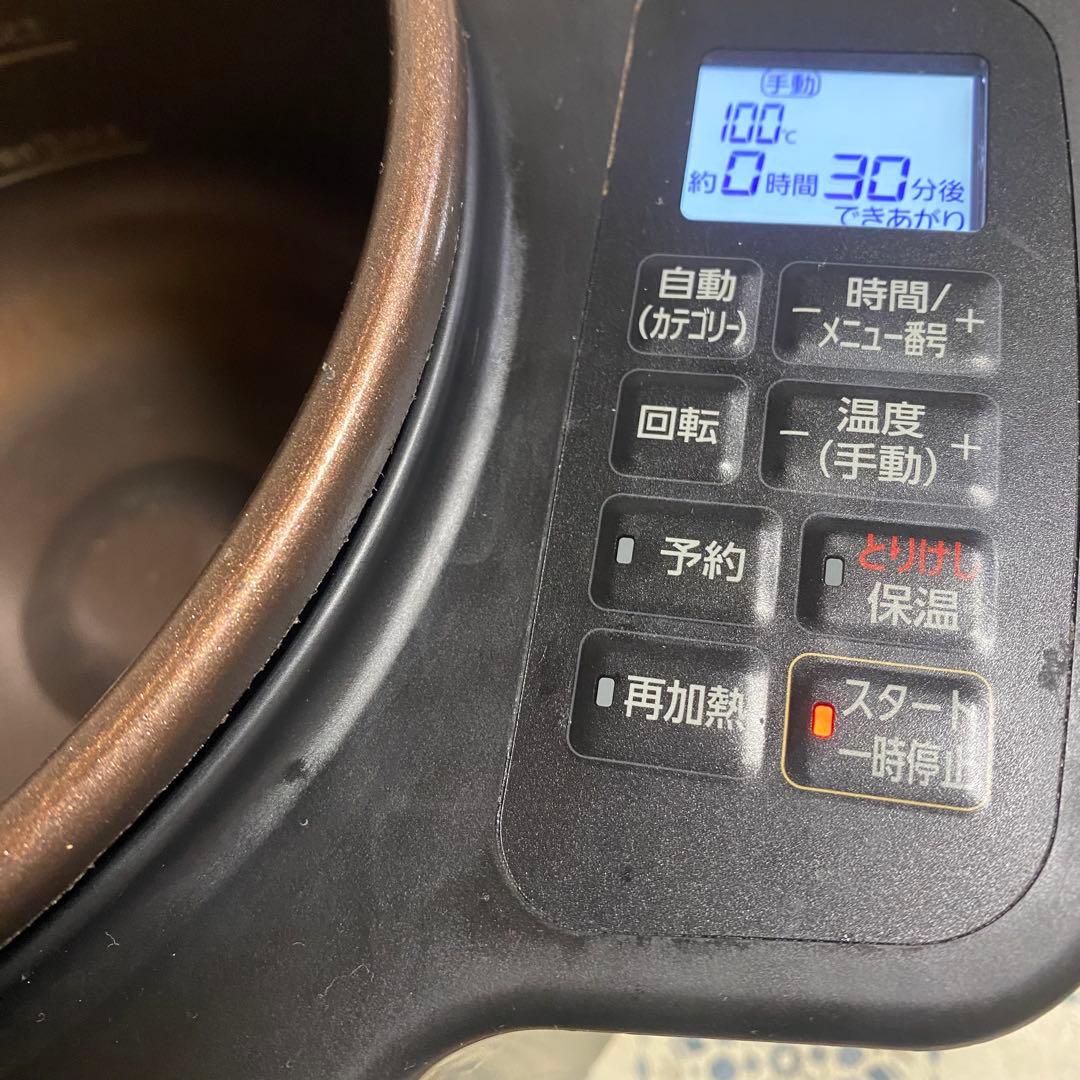 手動
100℃
約0時間30分後
できあがり
自動
(カテゴリー)
− 時間/ +
メニュー番号
回転
− 温度 +
(手動)
予約
とりけし
保温
再加熱
スタート
一時停止